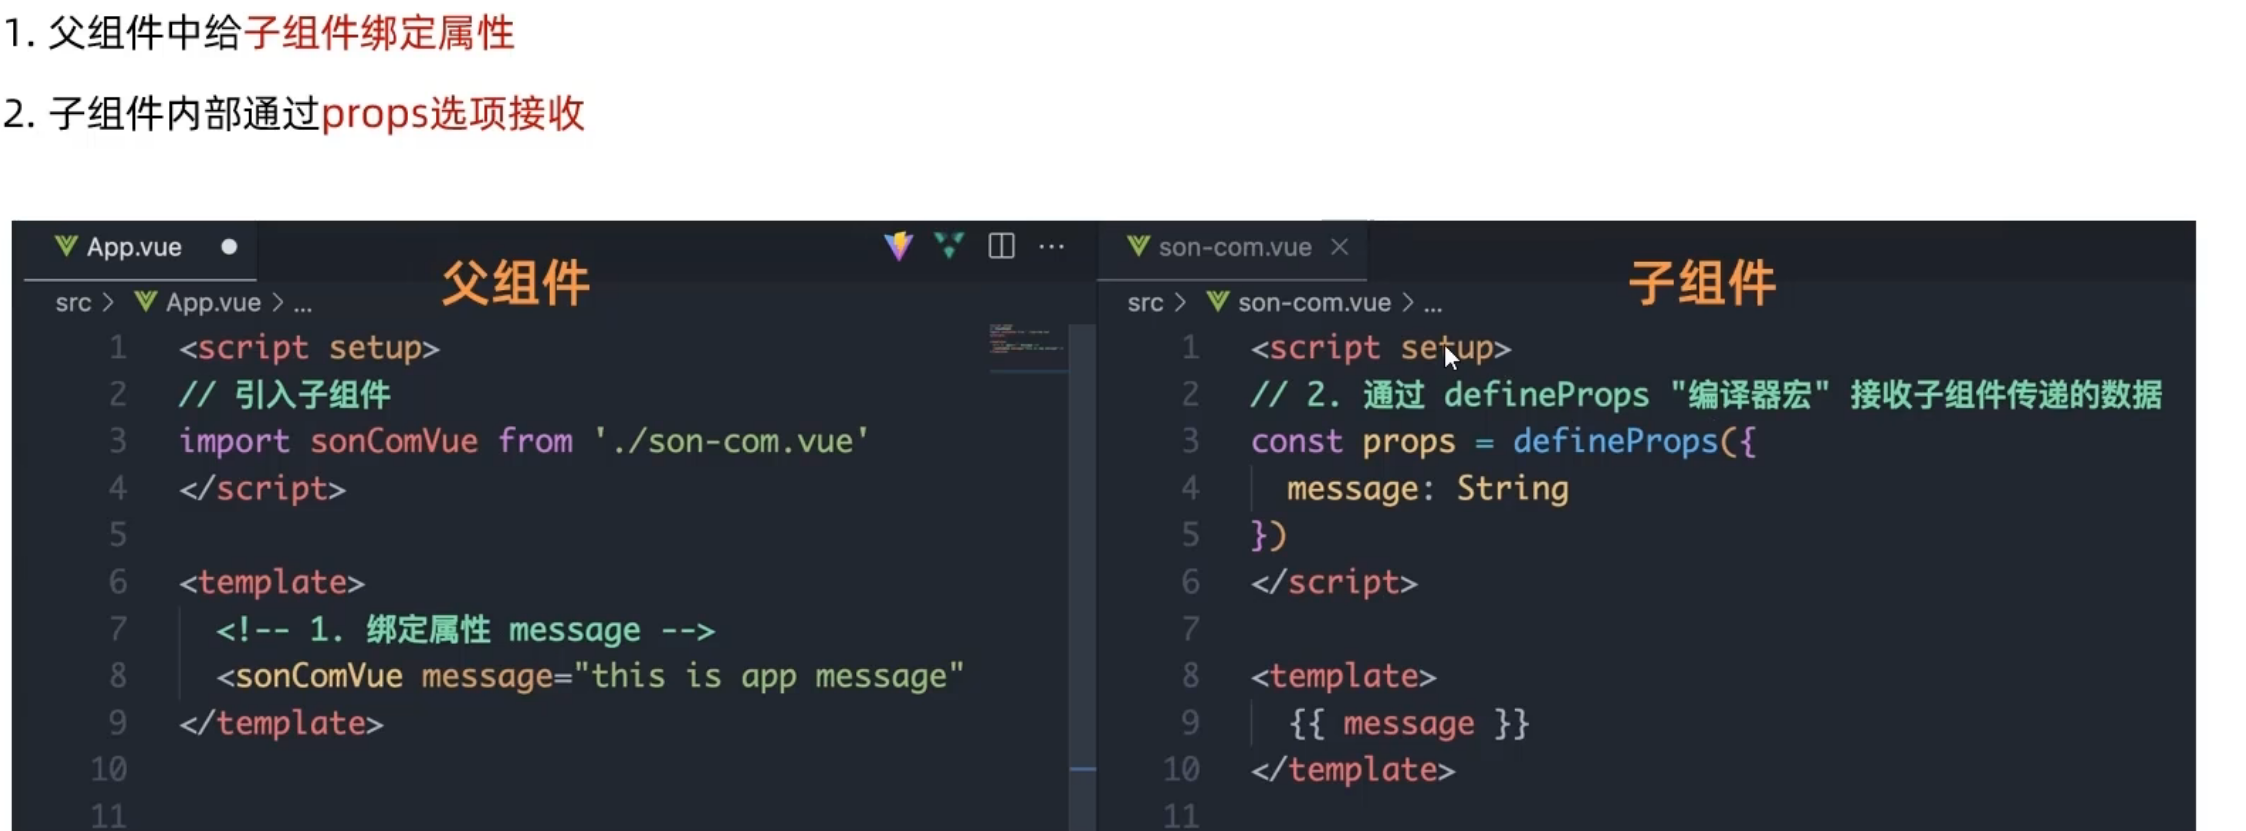 1. 父组件中给子组件绑定属性
2. 子组件内部通过props选项接收
App.vue
父组件
src > App.vue > ...
1 <script setup>
2 // 引入子组件
3 import sonComVue from './son-com.vue'
4 </script>
5
6 <template>
7 <!-- 1. 绑定属性 message -->
8 <sonComVue message="this is app message"
9 </template>
10
11
son-com.vue
子组件
src > son-com.vue > ...
1 <script setup>
2 // 2. 通过 defineProps "编译器宏" 接收子组件传递的数据
3 const props = defineProps({
4 message: String
5 })
6 </script>
7
8 <template>
9 {{ message }}
10 </template>
11